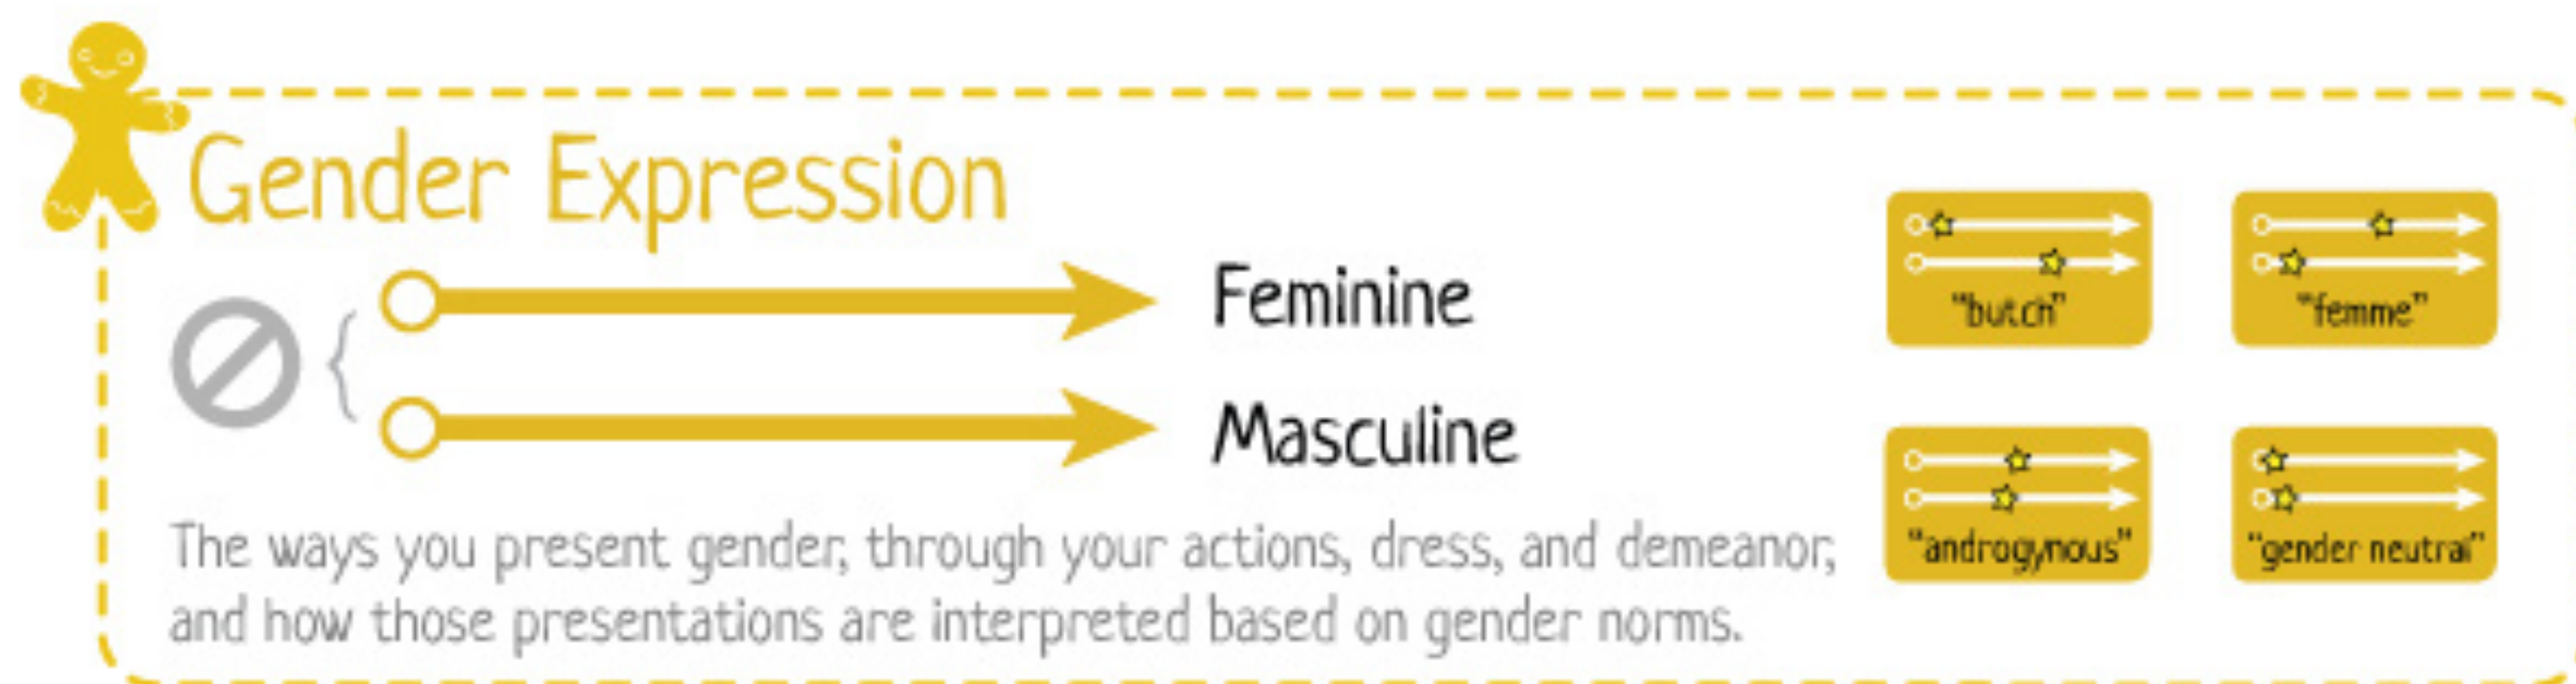 Gender Expression
Feminine
Masculine
The ways you present gender, through your actions, dress, and demeanor,
and how those presentations are interpreted based on gender norms.
"butch"
"femme"
"androgynous"
"gender neutral"